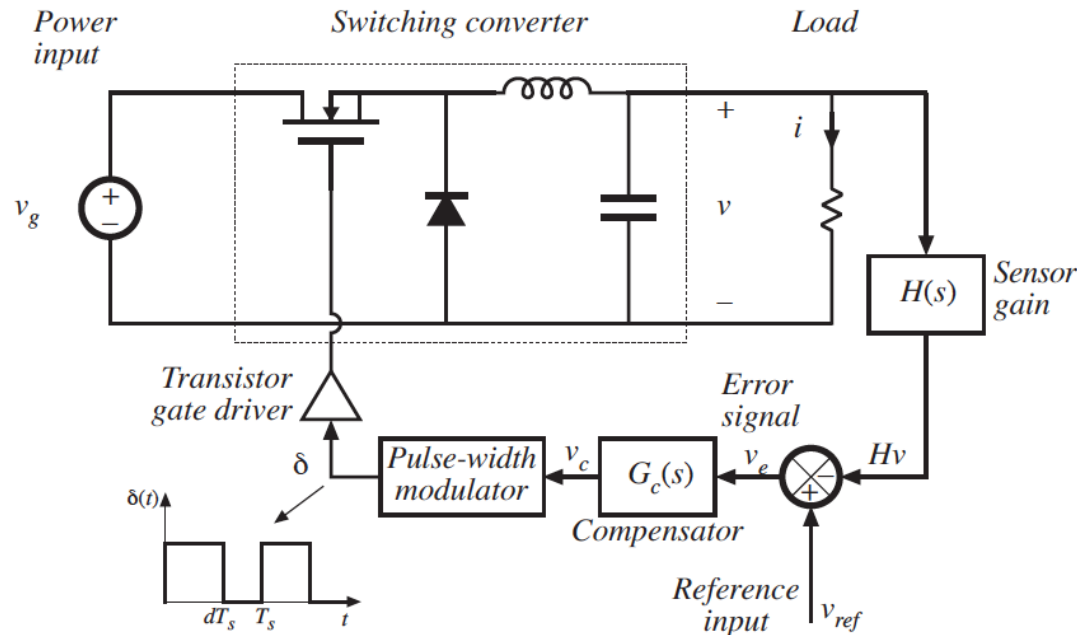 Power
input
Switching converter
Load
+
i
v
g
+
–
v
–
H(s)
Sensor
gain
Transistor
gate driver
Error
signal
δ
Pulse-width
modulator
v_c
G_c(s)
v_e
Hv
–
+
Compensator
δ(t)
dT_s
T_s
t
Reference
input
v_ref